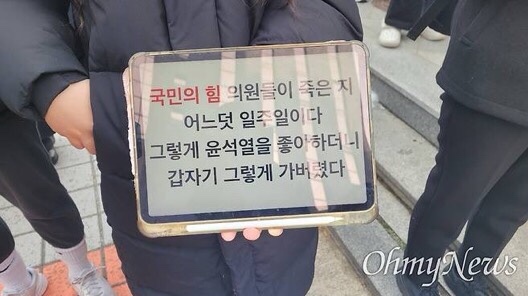 국민의 힘 의원들이 죽은 지
어느덧 일주일이다
그렇게 윤석열을 좋아하더니
갑자기 그렇게 가버렸다
OhmyNews